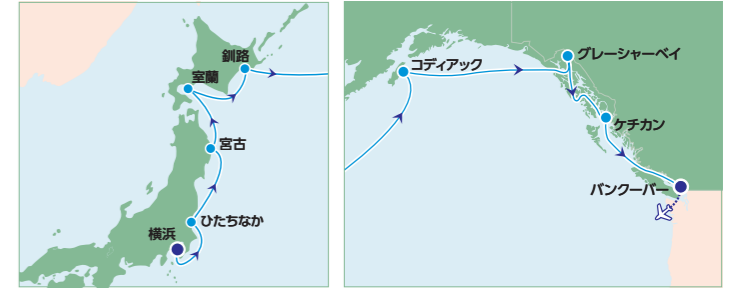 釧路
室蘭
宮古
ひたちなか
横浜
コディアック
グレーシャーベイ
ケチカン
バンクーバー